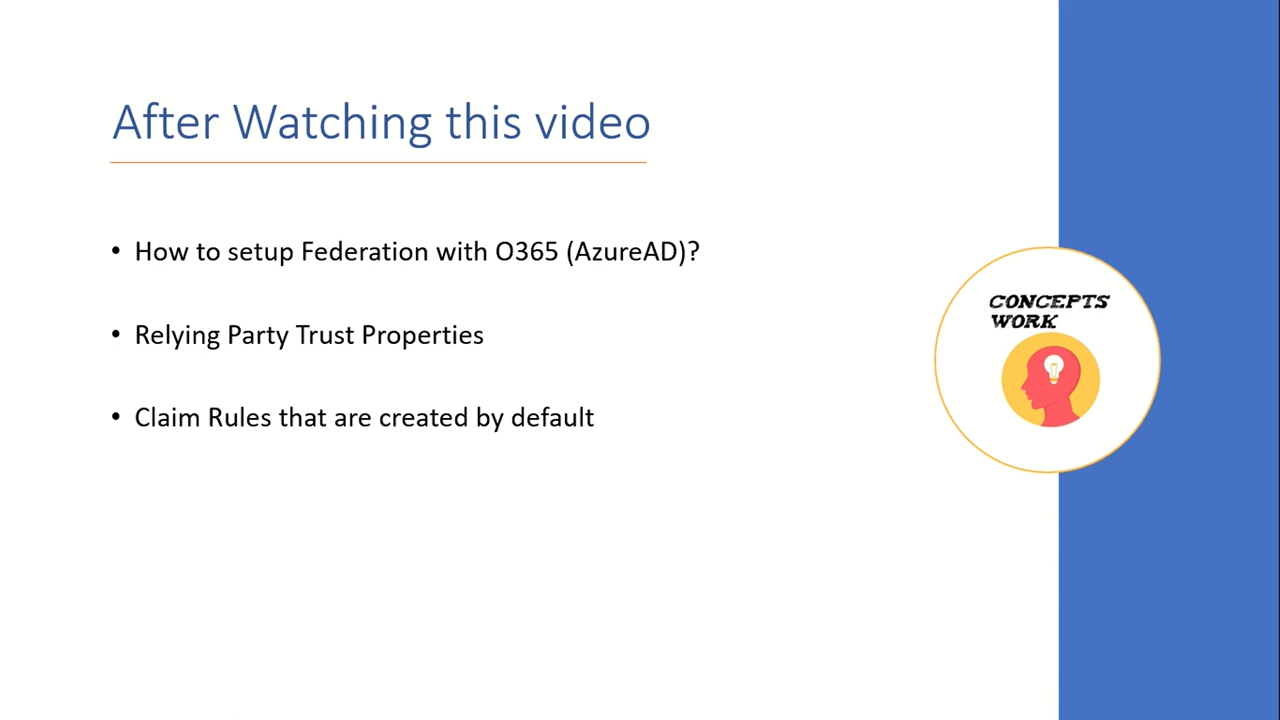 After Watching this video
• How to setup Federation with O365 (AzureAD)?
• Relying Party Trust Properties
• Claim Rules that are created by default
CONCEPTS
WORK